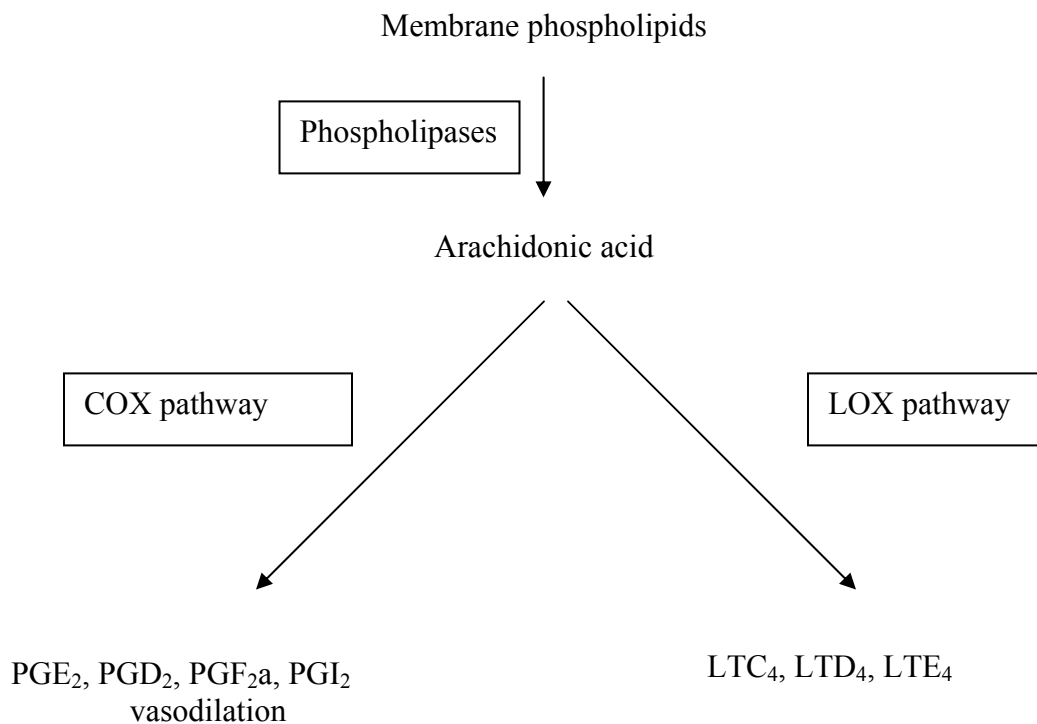 Membrane phospholipids
Phospholipases
Arachidonic acid
COX pathway
LOX pathway
PGE₂, PGD₂, PGF₂a, PGI₂
vasodilation
LTC₄, LTD₄, LTE₄